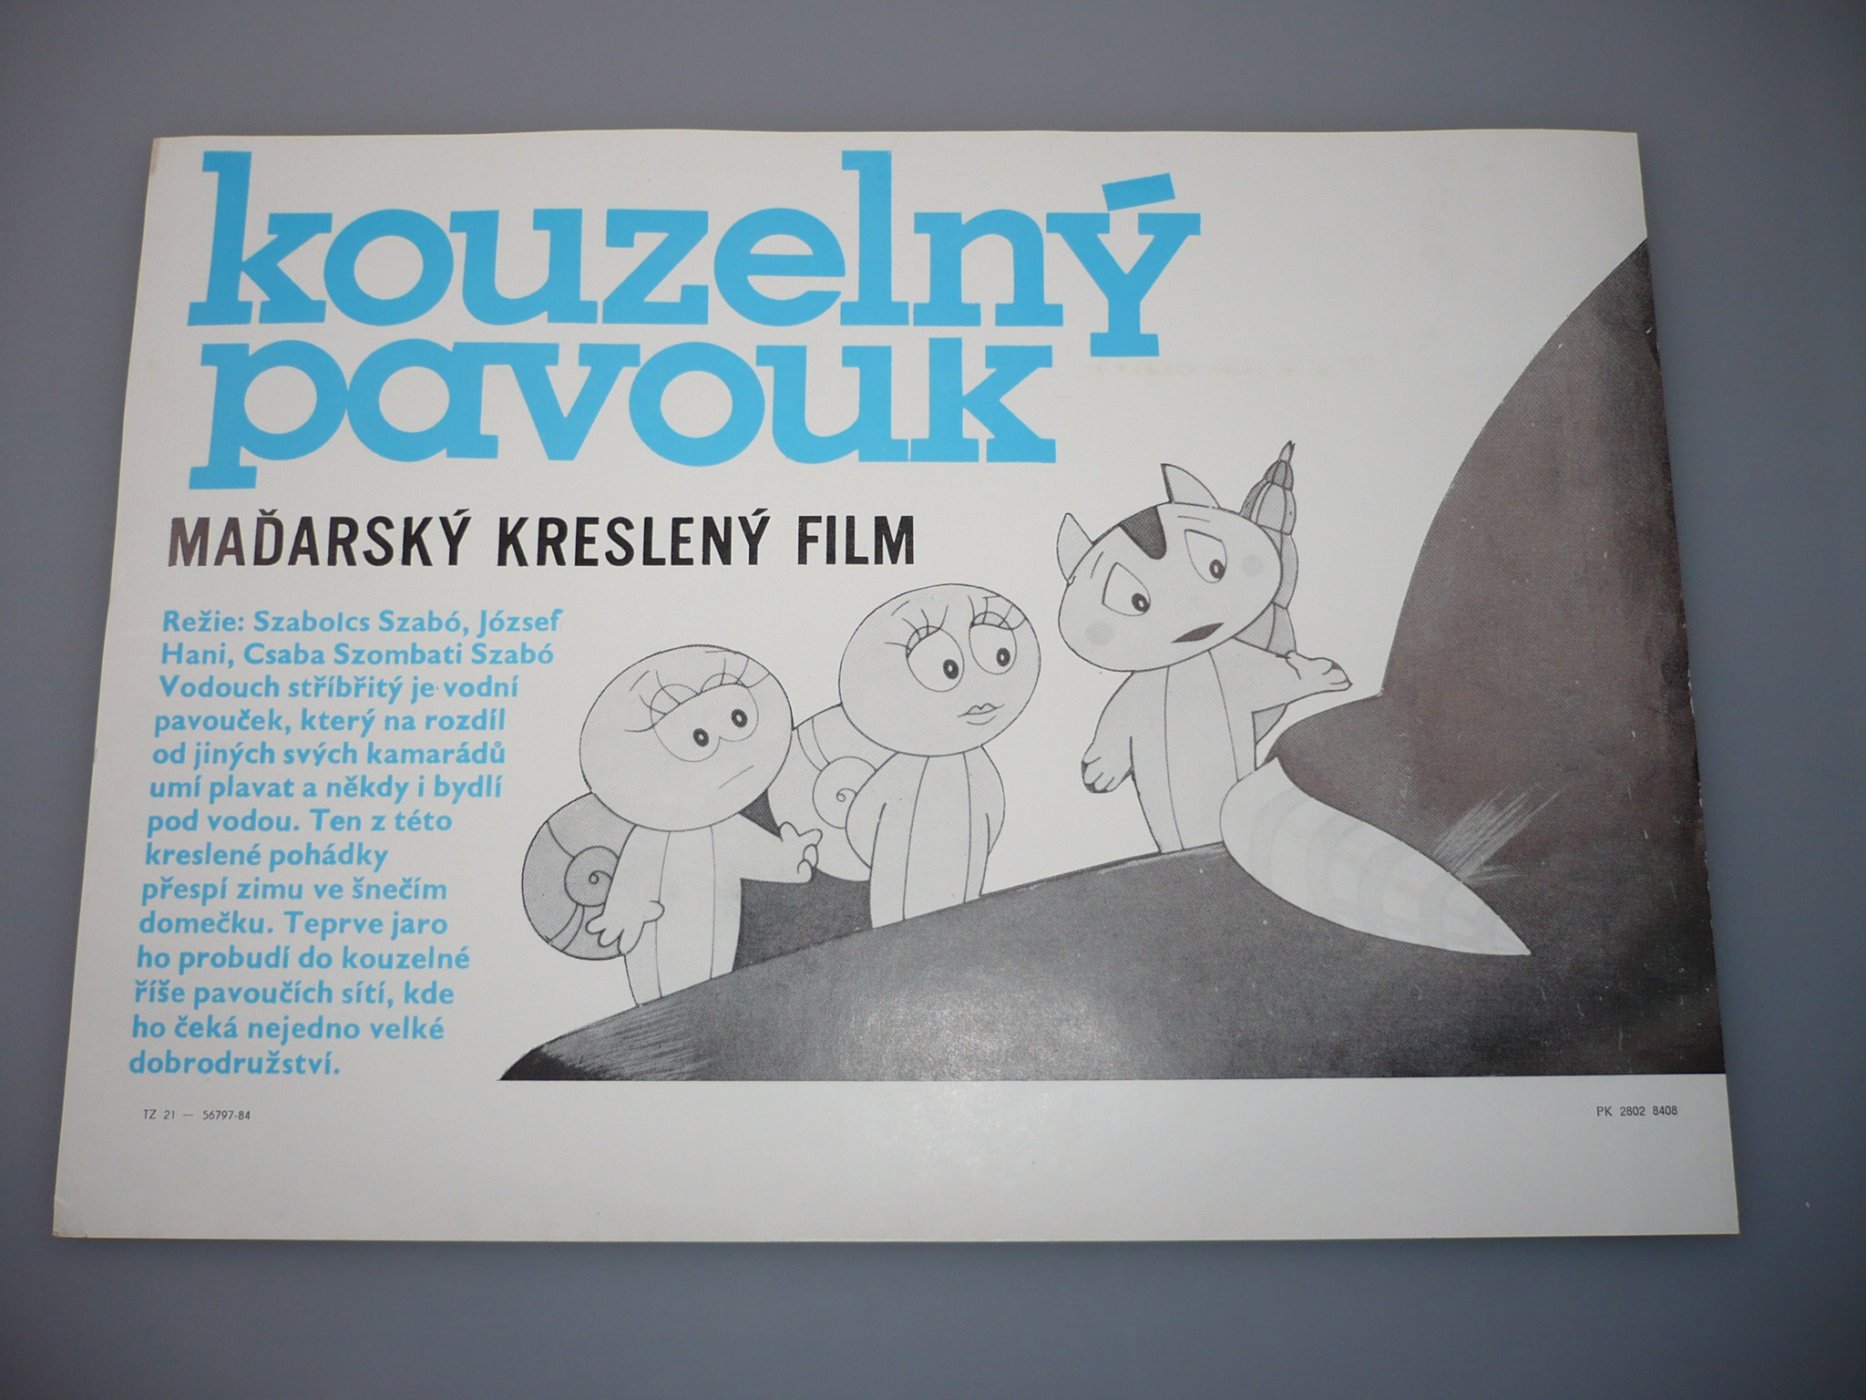 kouzelný
pavouk
MAĎARSKÝ KRESLENÝ FILM
Režie: Szabolcs Szabó, József
Hani, Csaba Szombati Szabó
Vodouch stříbřitý je vodní
pavouček, který na rozdíl
od jiných svých kamarádů
umí plavat a někdy i bydlí
pod vodou. Ten z této
kreslené pohádky
přespí zimu ve šnečím
domečku. Teprve jaro
ho probudí do kouzelné
říše pavoučích sítí, kde
ho čeká nejedno velké
dobrodružství.
TZ 21 — 56797-84
PK 2802 8408